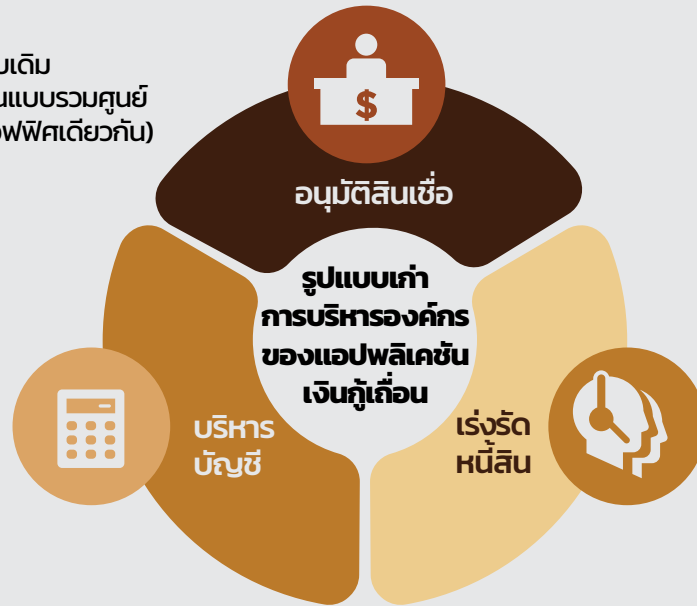 นแบบรวมศูนย์
ฟฟิศเดียวกัน)
$
อนุมัติสินเชื่อ
รูปแบบเก่า
การบริหารองค์กร
ของแอปพลิเคชัน
เงินกู้เถื่อน
บริหาร
บัญชี
เร่งรัด
หนี้สิน